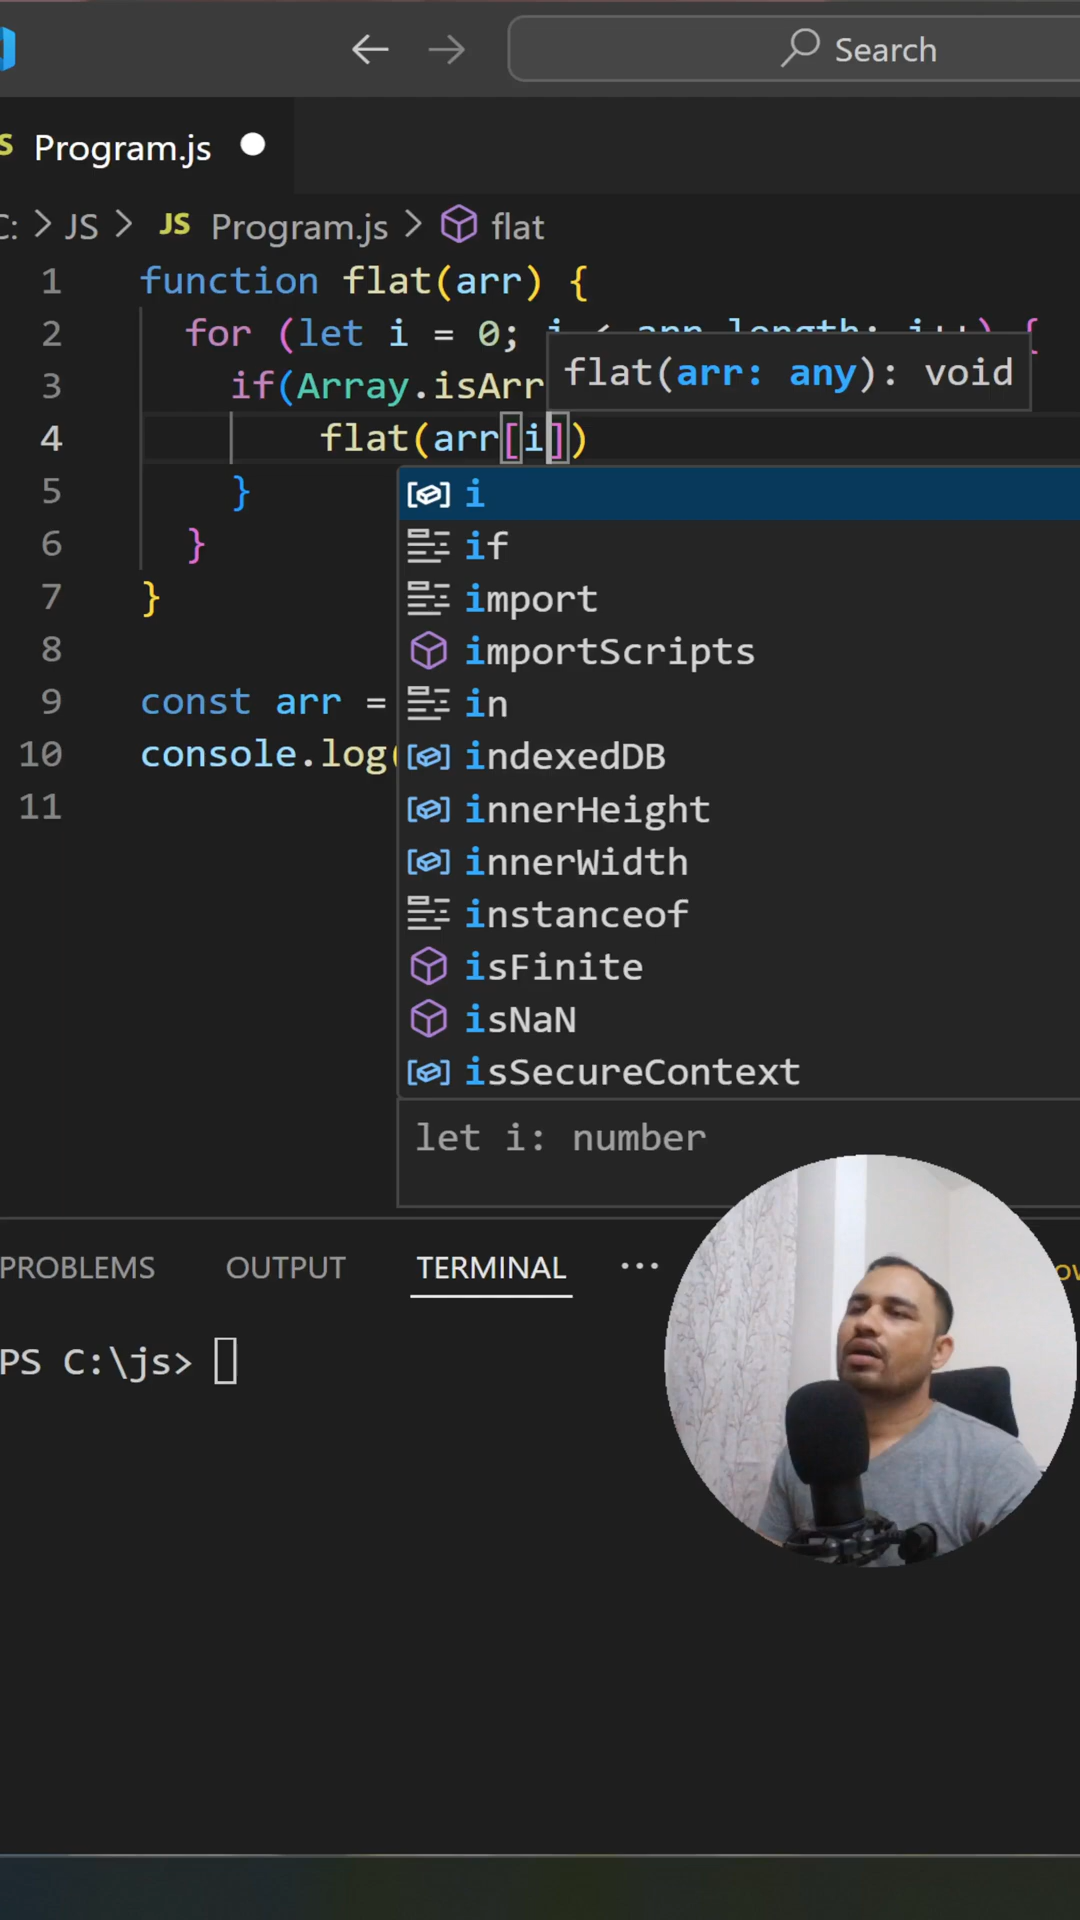 Search
Program.js
C: > JS > JS Program.js > flat
1 function flat(arr) {
2 for (let i = 0; i < arr.length; i++) {
flat(arr: any): void
3 if(Array.isArr
4 flat(arr[i])
5 }
6 }
7 }
8
9 const arr =
10 console.log(
11
i
if
import
importScripts
in
indexedDB
innerHeight
innerWidth
instanceof
isFinite
isNaN
isSecureContext
let i: number
PROBLEMS OUTPUT TERMINAL ···
PS C:\js>